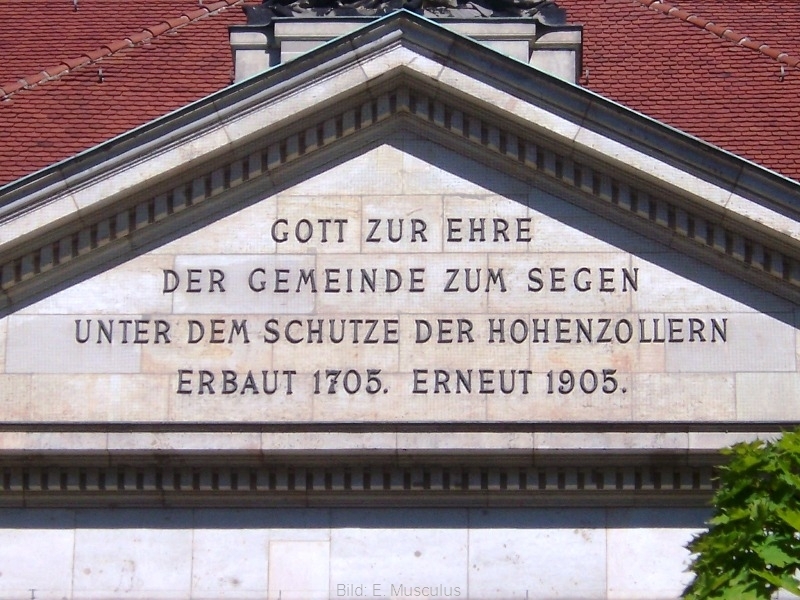 GOTT ZUR EHRE
DER GEMEINDE ZUM SEGEN
UNTER DEM SCHUTZE DER HOHENZOLLERN
ERBAUT 1705. ERNEUT 1905.
Bild: E. Musculus